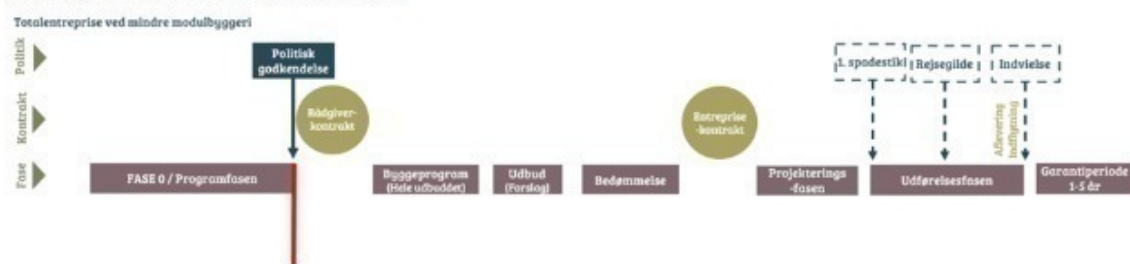 Totalentreprise ved mindre modulbyggeri
Politik
Politisk
godkendelse
1. spadestik
Rejsegilde
Indvielse
Kontrakt
Rådgiver-
kontrakt
Entreprise
-kontrakt
Aflevering
Indflytning
Fase
FASE 0 / Programfasen
Byggeprogram
(Hele udbuddet)
Udbud
(Forslag)
Bedømmelse
Projekterings
-fasen
Udførelsesfasen
Garantiperiode
1-5 år